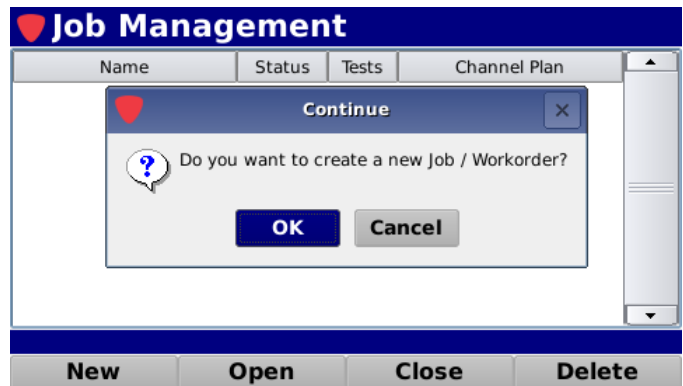 Job Management
Name Status Tests Channel Plan
Continue
Do you want to create a new Job / Workorder?
OK Cancel
New Open Close Delete